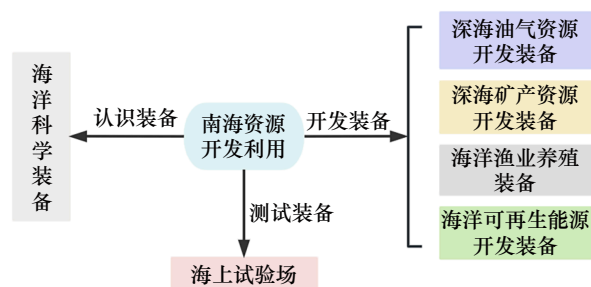 海洋科学装备
认识装备
南海资源
开发利用
开发装备
测试装备
海上试验场
深海油气资源
开发装备
深海矿产资源
开发装备
海洋渔业养殖
装备
海洋可再生能源
开发装备